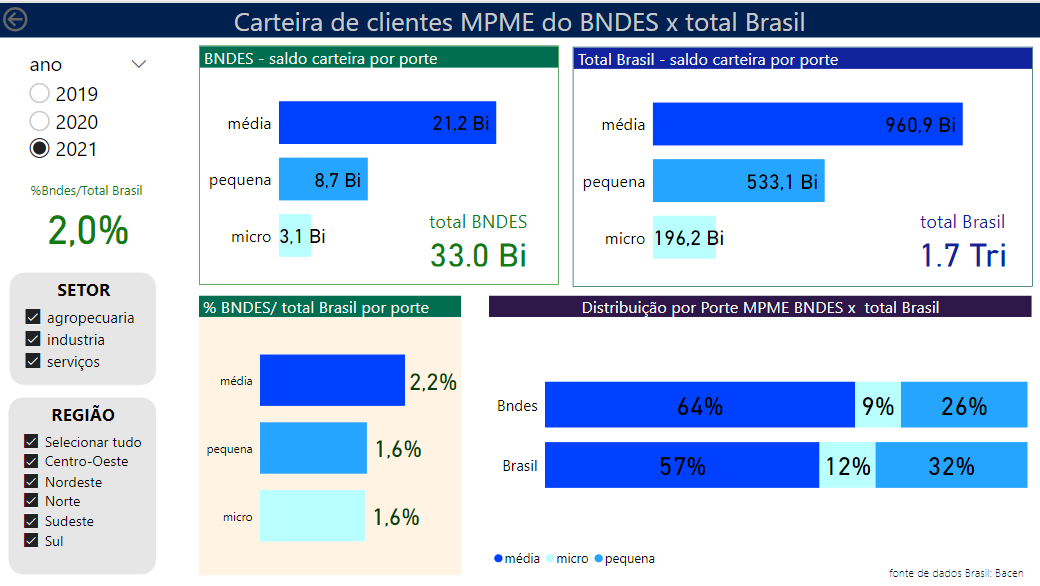 Carteira de clientes MPME do BNDES x total Brasil
ano
2019
2020
2021
%Bndes/Total Brasil
2,0%
SETOR
agropecuaria
industria
serviços
REGIÃO
Selecionar tudo
Centro-Oeste
Nordeste
Norte
Sudeste
Sul
BNDES - saldo carteira por porte
média 21,2 Bi
pequena 8,7 Bi
micro 3,1 Bi
total BNDES
33.0 Bi
Total Brasil - saldo carteira por porte
média 960,9 Bi
pequena 533,1 Bi
micro 196,2 Bi
total Brasil
1.7 Tri
% BNDES/ total Brasil por porte
média 2,2%
pequena 1,6%
micro 1,6%
Distribuição por Porte MPME BNDES x total Brasil
Bndes 64% 9% 26%
Brasil 57% 12% 32%
média micro pequena
fonte de dados Brasil: Bacen